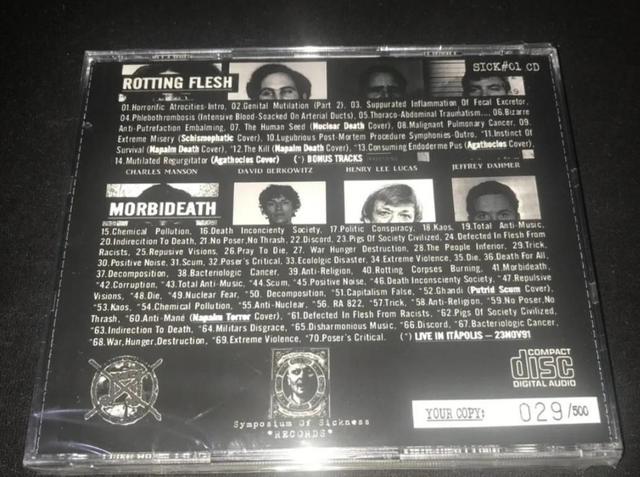 SICK#01 CD
ROTTING FLESH
01.Horrorific Atrocities-Intro, 02.Genital Mutilation (Part 2), 03. Suppurated Inflammation Of Fecal Excretor,
04.Phlebothrombosis (Intensive Blood-Soacked On Arterial Ducts), 05.Thoraco-Abdominal Traumatism..., 06.Bizarre
Anti-Putrefaction Embalming, 07. The Human Seed (Nuclear Death Cover), 08.Malignant Pulmonary Cancer, 09.
Extreme Misery (Schizmophatic Cover), 10.Lugubrious Post-Mortem Procedure Symphonies-Outro, *11.Instinct Of
Survival (Napalm Death Cover), *12.The Kill (Napalm Death Cover), *13.Consuming Endoderme Pus (Agathocles Cover),
14.Mutilated Regurgitator (Agathocles Cover) (*) BONUS TRACKS
CHARLES MANSON DAVID BERKOWITZ HENRY LEE LUCAS JEFFREY DAHMER
MORBIDEATH
15.Chemical Pollution, 16.Death Inconcienty Society, 17.Politic Conspiracy, 18.Kaos, 19.Total Anti-Music,
20.Indirecition To Death, 21.No Poser,No Thrash, 22.Discord, 23.Pigs Of Society Civilized, 24.Defected In Flesh From
Racists, 25.Repulsive Visions, 26.Pray To Die, 27. War Hunger Destruction, 28.The People Inferior, 29.Trick,
30.Positive Noise, 31.Scum, 32.Poser's Critical, 33.Ecololgic Disaster, 34.Extreme Violence, 35.Die, 36.Death For All,
37.Decomposition, 38.Bacteriologic Cancer, 39.Anti-Religion, 40.Rotting Corpses Burning, 41.Morbideath,
*42.Corruption, *43.Total Anti-Music, *44.Scum, *45.Positive Noise, *46.Death Inconscienty Society, *47.Repulsive
Visions, *48.Die, *49.Nuclear Fear, *50. Decomposition, *51.Capitalism False, *52.Ghandi (Putrid Scum Cover),
*53.Kaos, *54.Chemical Pollution, *55.Anti-Nuclear, *56. RA 822, *57.Trick, *58.Anti-Religion, *59.No Poser,No
Thrash, *60.Anti-Mané (Napalm Terror Cover), *61.Defected In Flesh From Racists, *62.Pigs Of Society Civilized,
*63.Indirection To Death, *64.Militars Disgrace, *65.Disharmonious Music, *66.Discord, *67.Bacteriologic Cancer,
*68.War,Hunger,Destruction, *69.Extreme Violence, *70.Poser's Critical. (*) LIVE IN ITÁPOLIS – 23NOV91
COMPACT
disc
DIGITAL AUDIO
Symposium Of Sickness
"RECORDS"
YOUR COPY: 029/500